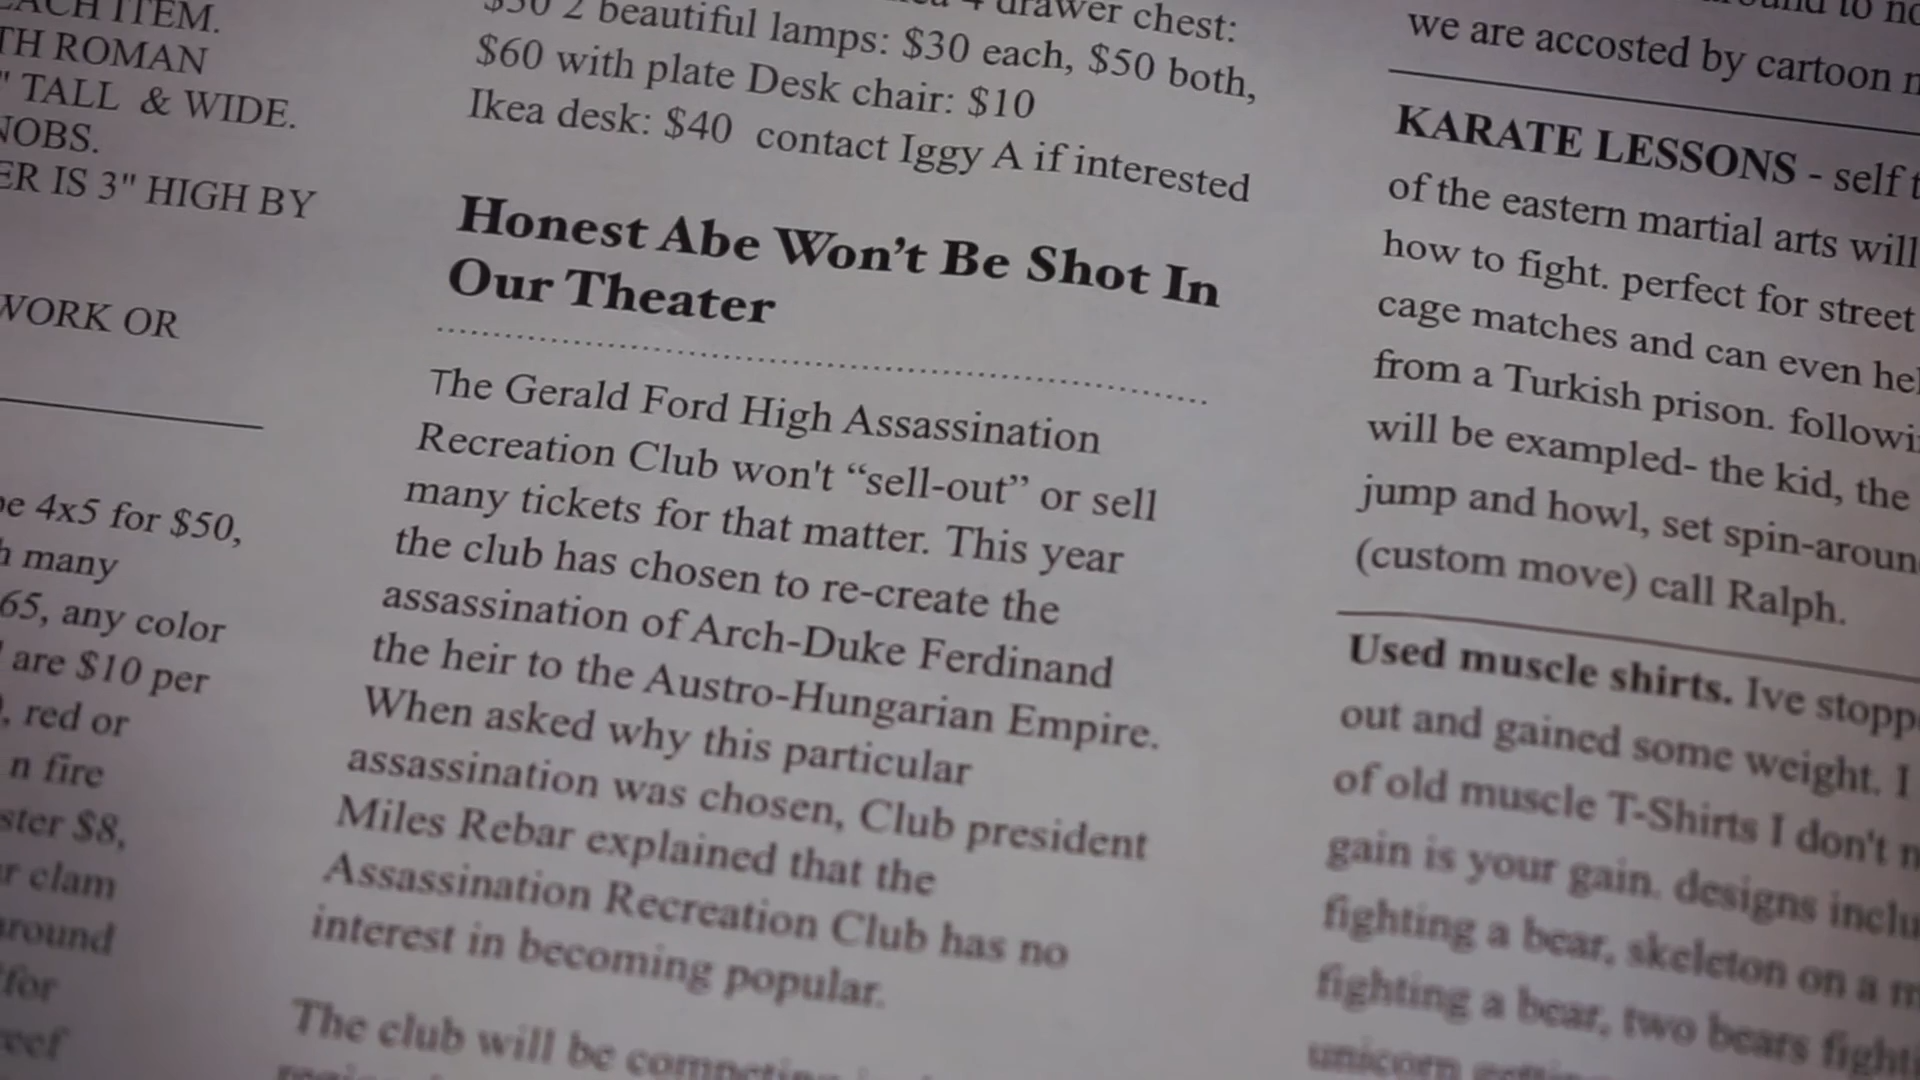 EACH ITEM.
TH ROMAN
" TALL & WIDE.
NOBS.
ER IS 3" HIGH BY
WORK OR
4x5 for $50,
many
65, any color
are $10 per
, red or
n fire
$8,
clam
around
for
drawer chest:
$50 2 beautiful lamps: $30 each, $50 both,
$60 with plate Desk chair: $10
Ikea desk: $40 contact Iggy A if interested
Honest Abe Won't Be Shot In
Our Theater
The Gerald Ford High Assassination
Recreation Club won't “sell-out” or sell
many tickets for that matter. This year
the club has chosen to re-create the
assassination of Arch-Duke Ferdinand
the heir to the Austro-Hungarian Empire.
When asked why this particular
assassination was chosen, Club president
Miles Rebar explained that the
Assassination Recreation Club has no
interest in becoming popular.
The club will be competing
to
we are accosted by cartoon
KARATE LESSONS - self
of the eastern martial arts will
how to fight. perfect for street
cage matches and can even
from a Turkish prison. followi
will be exampled- the kid, the
jump and howl, set spin-aroun
(custom move) call Ralph.
Used muscle shirts. Ive stopp
out and gained some weight. I
of old muscle T-Shirts I don't
gain is your gain. designs inclu
fighting a bear, skeleton on a
fighting a bear, two bears fight
unicorn